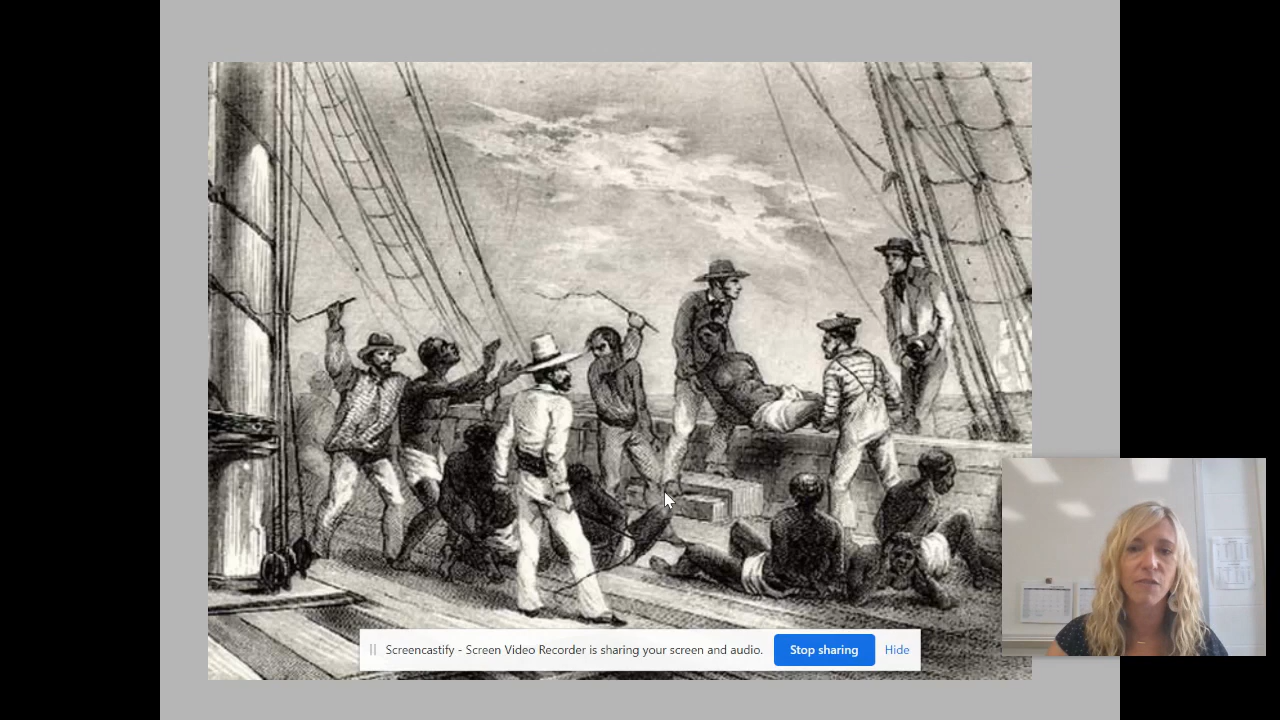 Screencastify - Screen Video Recorder is sharing your screen and audio.
Stop sharing
Hide